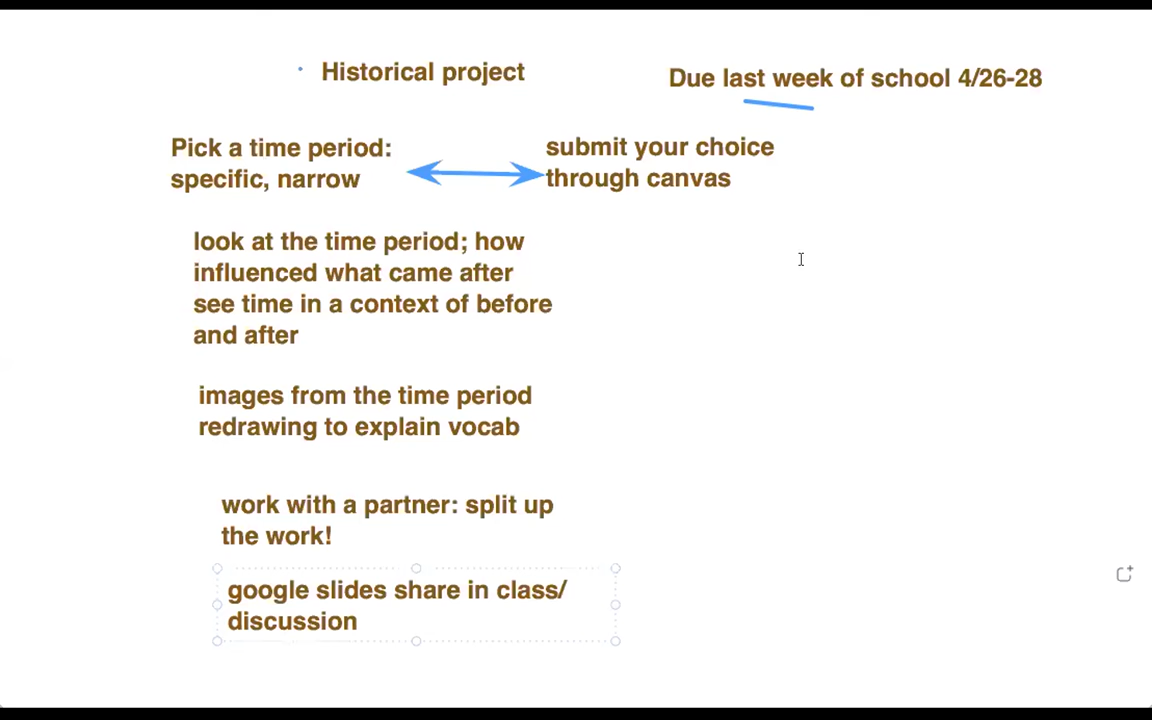 Historical project
Due last week of school 4/26-28
Pick a time period:
specific, narrow
submit your choice
through canvas
look at the time period; how
influenced what came after
see time in a context of before
and after
images from the time period
redrawing to explain vocab
work with a partner: split up
the work!
google slides share in class/
discussion